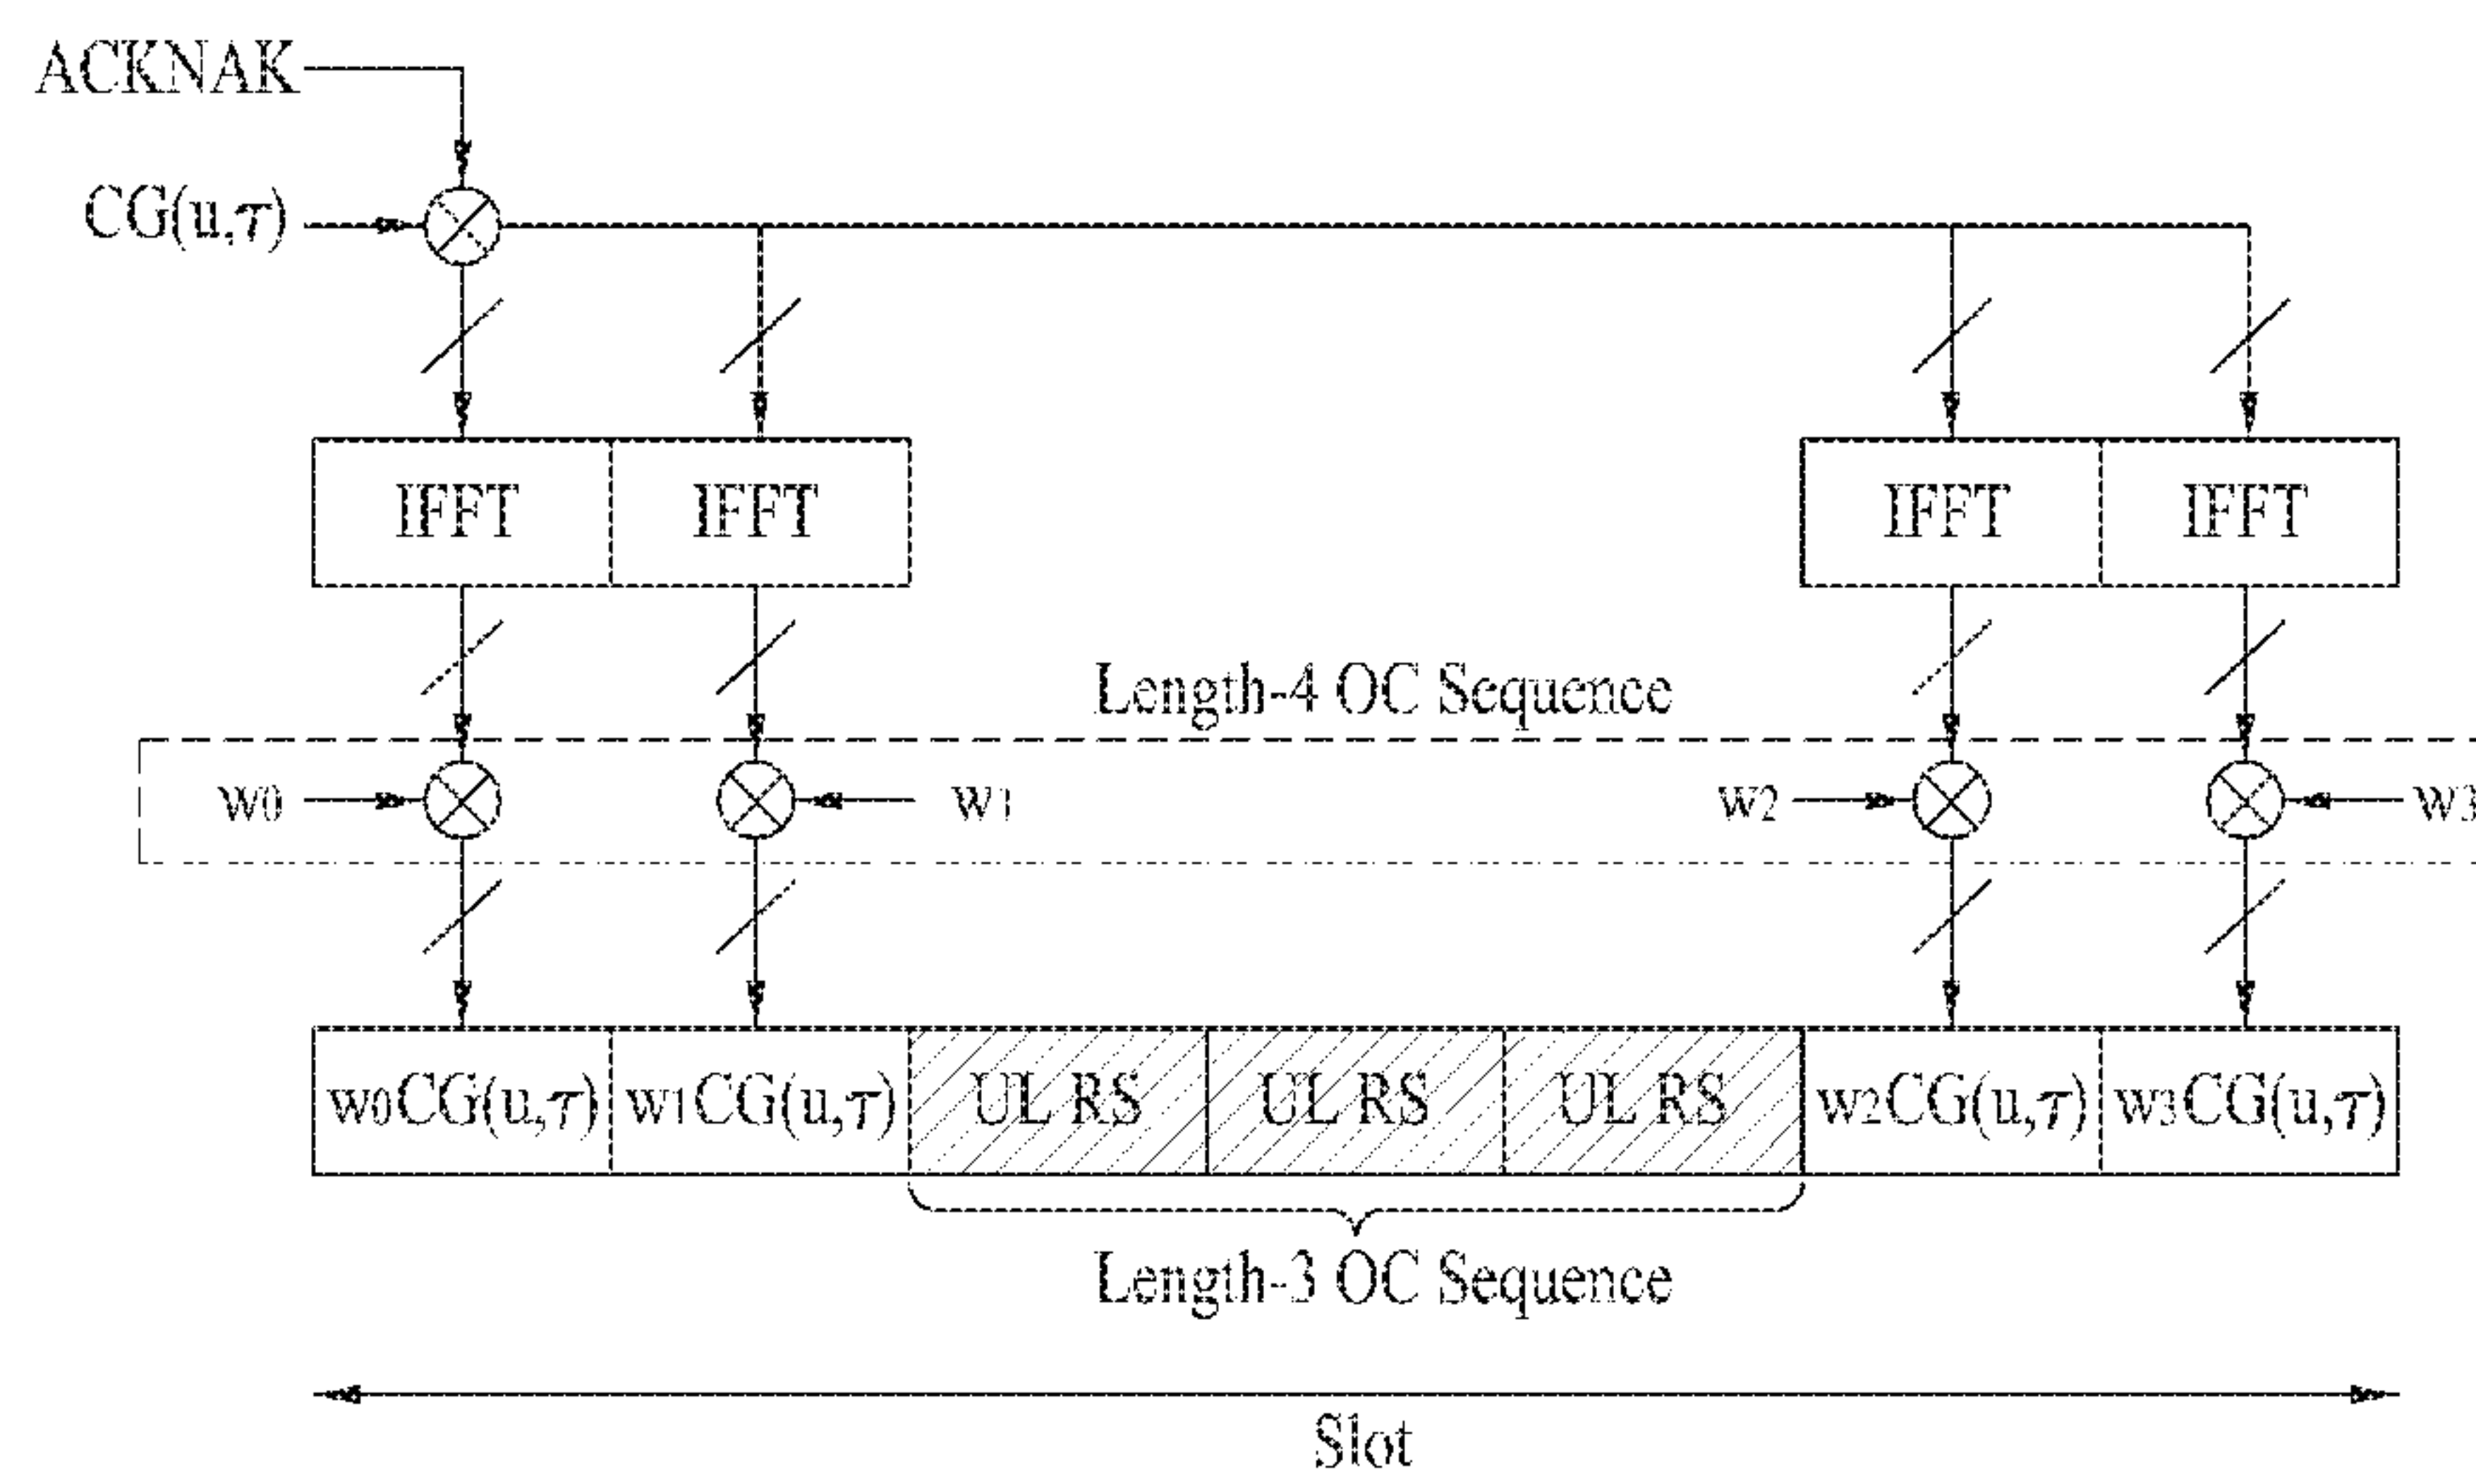 ACKNAK
CG(u,τ)
IFFT IFFT IFFT IFFT
Length-4 OC Sequence
w0 w1 w2 w3
w0CG(u,τ) w1CG(u,τ) UL RS UL RS UL RS w2CG(u,τ) w3CG(u,τ)
Length-3 OC Sequence
Slot